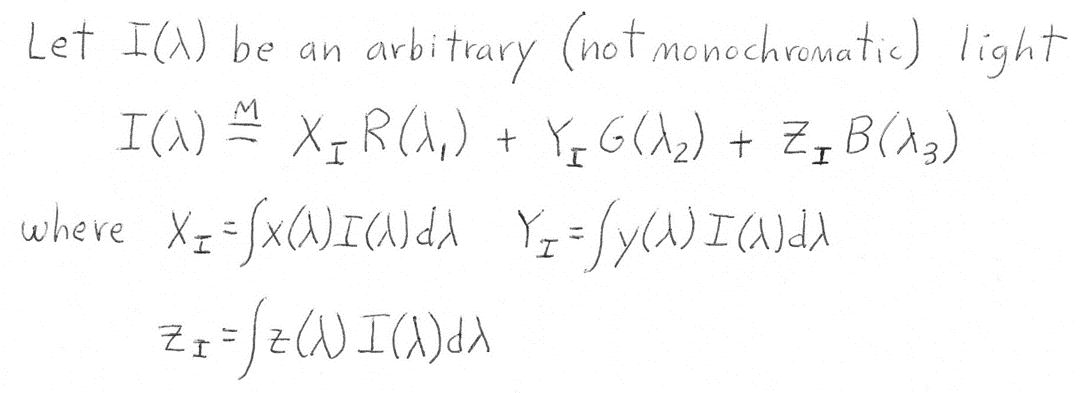 Let I(λ) be an arbitrary (not monochromatic) light
I(λ) ≝ᴹ X_I R(λ₁) + Y_I G(λ₂) + Z_I B(λ₃)
where X_I = ∫x(λ)I(λ)dλ Y_I = ∫y(λ)I(λ)dλ
Z_I = ∫z(λ)I(λ)dλ